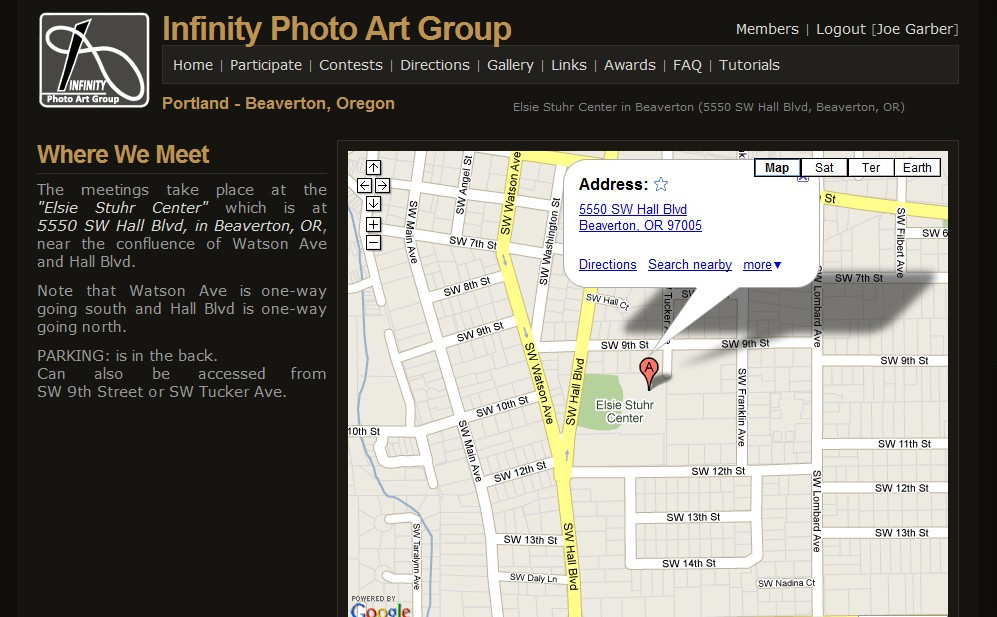 INFINITY
Photo Art Group
Infinity Photo Art Group
Members | Logout [Joe Garber]
Home | Participate | Contests | Directions | Gallery | Links | Awards | FAQ | Tutorials
Portland - Beaverton, Oregon
Elsie Stuhr Center in Beaverton (5550 SW Hall Blvd, Beaverton, OR)
Where We Meet
The meetings take place at the
"Elsie Stuhr Center" which is at
5550 SW Hall Blvd, in Beaverton, OR,
near the confluence of Watson Ave
and Hall Blvd.
Note that Watson Ave is one-way
going south and Hall Blvd is one-way
going north.
PARKING: is in the back.
Can also be accessed from
SW 9th Street or SW Tucker Ave.
Map
Sat
Ter
Earth
Address:
5550 SW Hall Blvd
Beaverton, OR 97005
Directions Search nearby more▼
SW Angel St
SW Watson Ave
SW Main Ave
SW Washington St
St
SW Filbert Ave
SW 6
SW 7th St
SW 7th St
SW 8th St
SW Hall Ct
Tucker
SW
SW Lombard Ave
SW 9th St
SW 9th St
SW 9th St
SW 9th St
SW Watson Ave
SW Hall Blvd
A
SW Franklin Ave
Elsie Stuhr
Center
SW 10th St
10th St
SW Main Ave
SW 11th St
SW 12th St
SW 12th St
SW 12th St
SW Lombard Ave
SW 13th St
SW 13th St
SW 13th St
SW Taralynn Ave
SW Hall Blvd
SW 14th St
SW Daly Ln
SW Nadina Ct
POWERED BY
Google